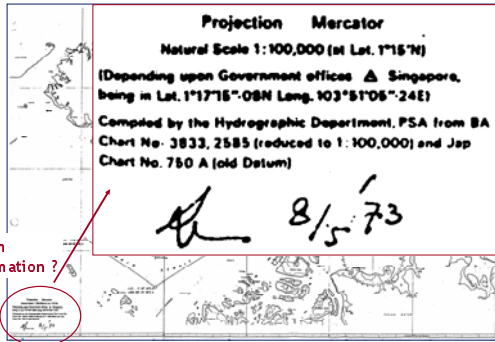 Projection Mercator
Natural Scale 1:100,000 (at Lat. 1°15'N)
(Depending upon Government offices △ Singapore,
being in Lat. 1°17'15"·08N Long. 103°51'05"·24E)
Compiled by the Hydrographic Department, PSA from BA
Chart No. 3833, 2585 (reduced to 1:100,000) and Jap
Chart No. 750 A (old Datum)
8/5/73
mation ?